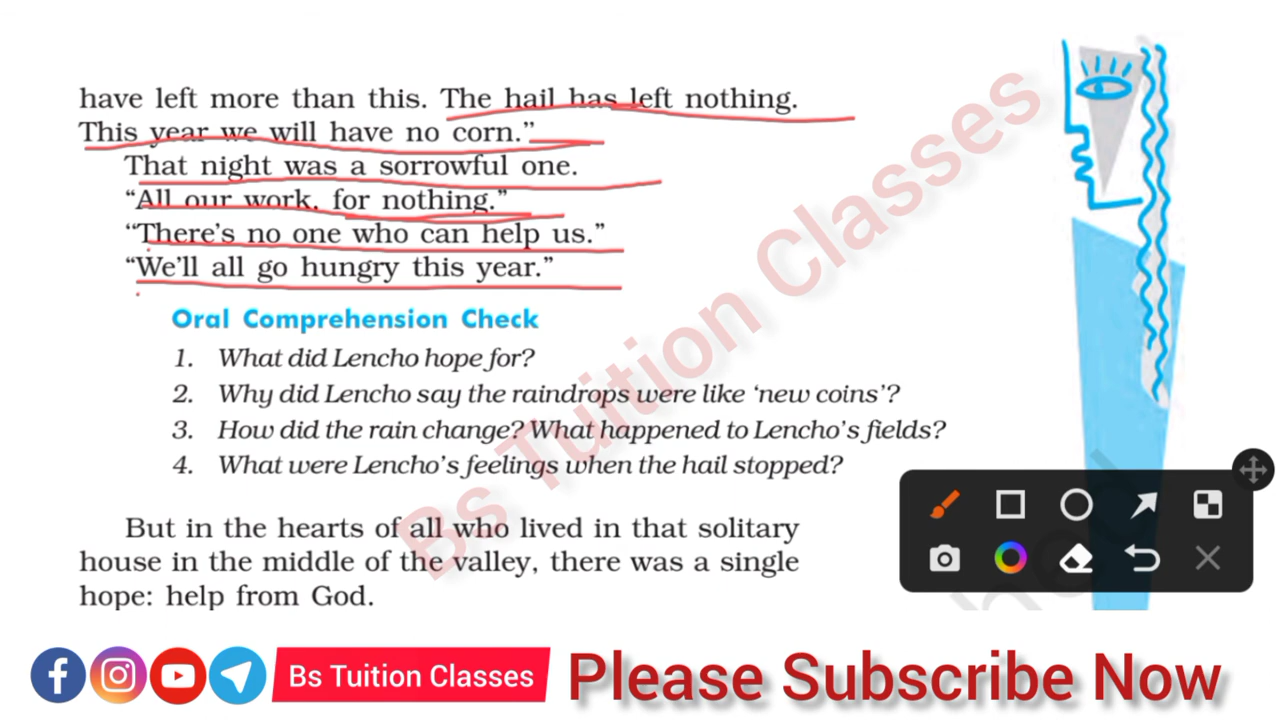 have left more than this. The hail has left nothing.
This year we will have no corn.”
That night was a sorrowful one.
“All our work, for nothing.”
“There’s no one who can help us.”
“We’ll all go hungry this year.”
Oral Comprehension Check
1. What did Lencho hope for?
2. Why did Lencho say the raindrops were like ‘new coins’?
3. How did the rain change? What happened to Lencho’s fields?
4. What were Lencho’s feelings when the hail stopped?
But in the hearts of all who lived in that solitary
house in the middle of the valley, there was a single
hope: help from God.
Bs Tuition Classes
Bs Tuition Classes
Please Subscribe Now